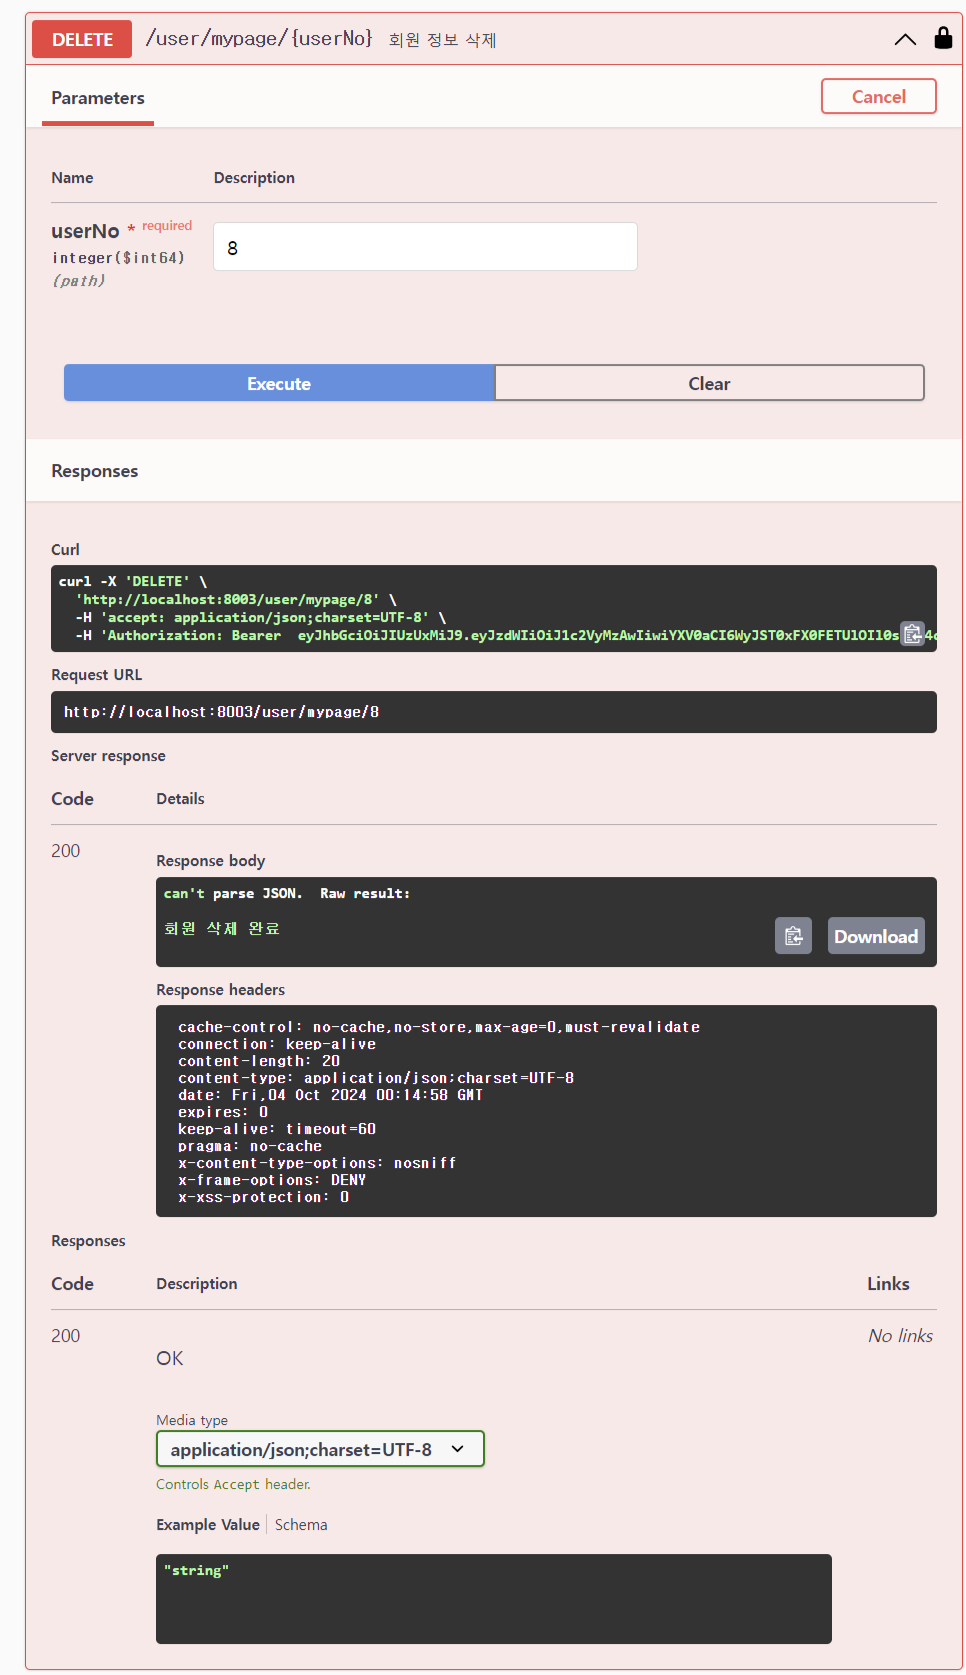 DELETE /user/mypage/{userNo} 회원 정보 삭제
Parameters
Cancel
Name Description
userNo * required
integer($int64)
(path)
8
Execute Clear
Responses
Curl
curl -X 'DELETE' \
'http://localhost:8003/user/mypage/8' \
-H 'accept: application/json;charset=UTF-8' \
-H 'Authorization: Bearer eyJhbGciOiJIUzUxMiJ9.eyJzdWIiOiJ1c2VyMzAwIiwiYXV0aCI6WyJST0xFX0FETUlOIl0s
Request URL
http://localhost:8003/user/mypage/8
Server response
Code Details
200
Response body
can't parse JSON. Raw result:
회원 삭제 완료
Download
Response headers
cache-control: no-cache,no-store,max-age=0,must-revalidate
connection: keep-alive
content-length: 20
content-type: application/json;charset=UTF-8
date: Fri,04 Oct 2024 00:14:58 GMT
expires: 0
keep-alive: timeout=60
pragma: no-cache
x-content-type-options: nosniff
x-frame-options: DENY
x-xss-protection: 0
Responses
Code Description Links
200 No links
OK
Media type
application/json;charset=UTF-8
Controls Accept header.
Example Value Schema
"string"